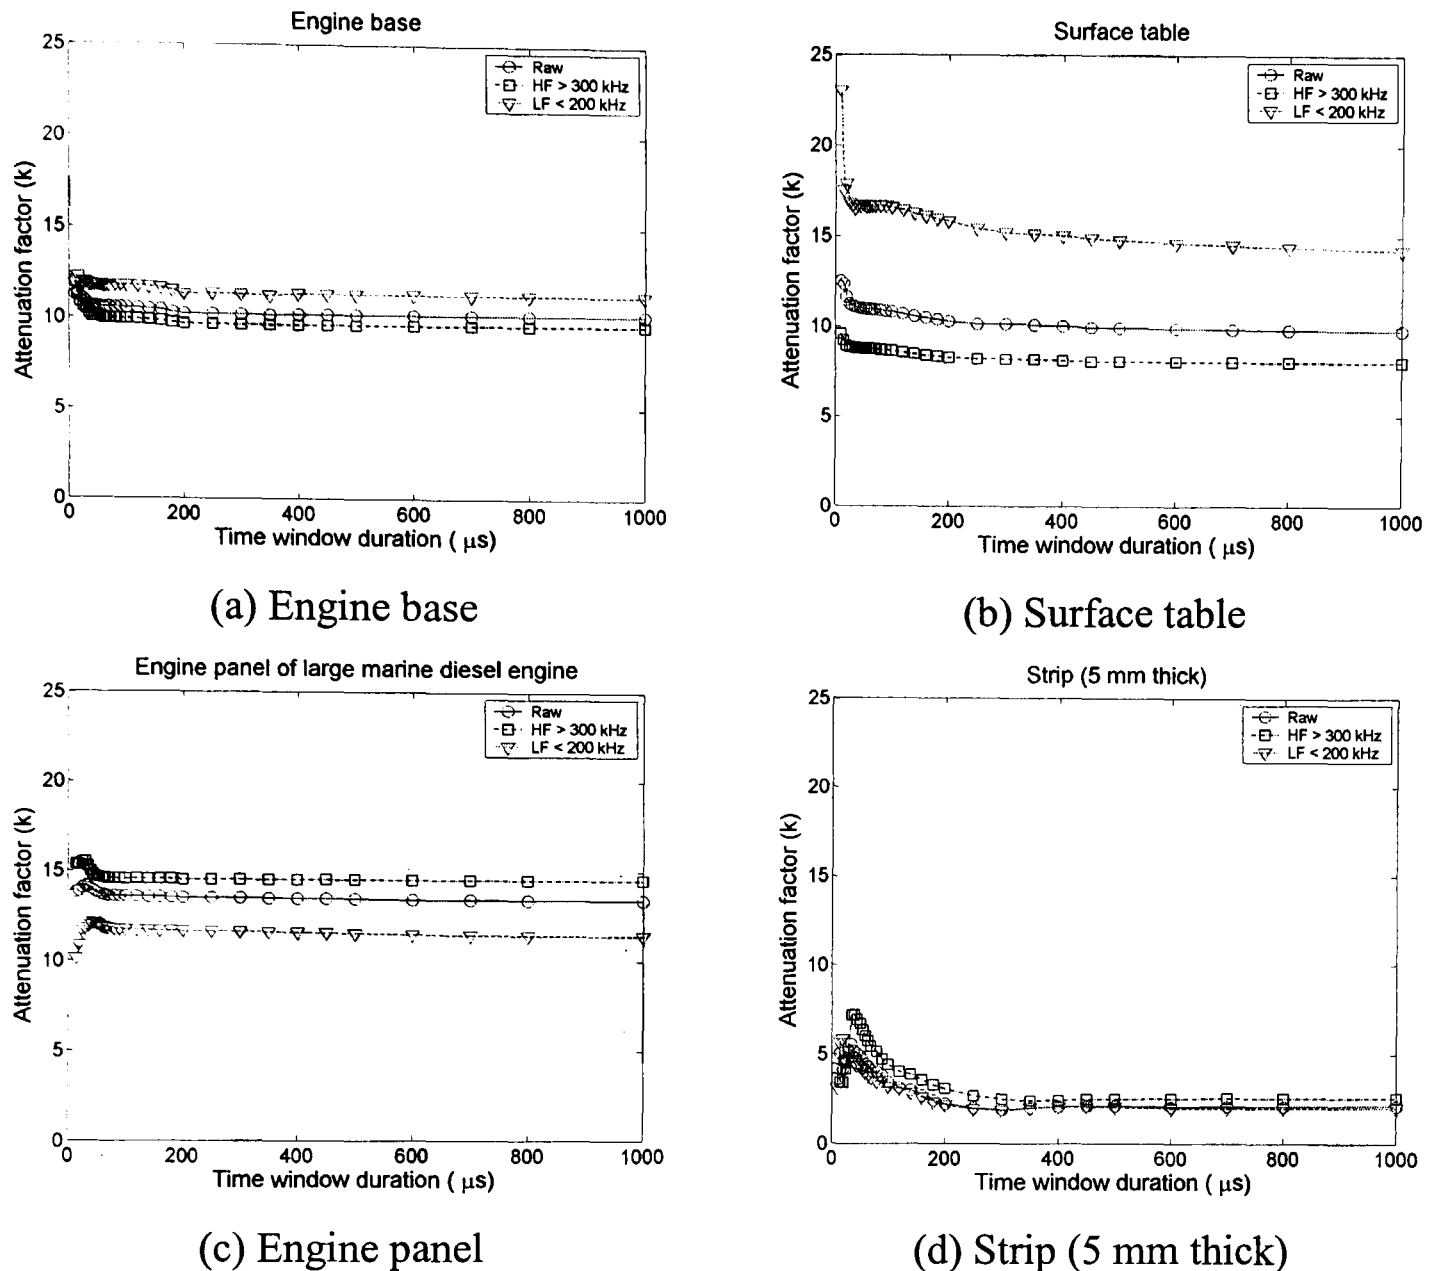 Engine base
25
20
15
10
5
0
Attenuation factor (k)
Raw
HF > 300 kHz
LF < 200 kHz
0 200 400 600 800 1000
Time window duration ( μs)
(a) Engine base
Surface table
25
20
15
10
5
0
Attenuation factor (k)
Raw
HF > 300 kHz
LF < 200 kHz
0 200 400 600 800 1000
Time window duration ( μs)
(b) Surface table
Engine panel of large marine diesel engine
25
20
15
10
5
0
Attenuation factor (k)
Raw
HF > 300 kHz
LF < 200 kHz
0 200 400 600 800 1000
Time window duration ( μs)
(c) Engine panel
Strip (5 mm thick)
25
20
15
10
5
0
Attenuation factor (k)
Raw
HF > 300 kHz
LF < 200 kHz
0 200 400 600 800 1000
Time window duration ( μs)
(d) Strip (5 mm thick)